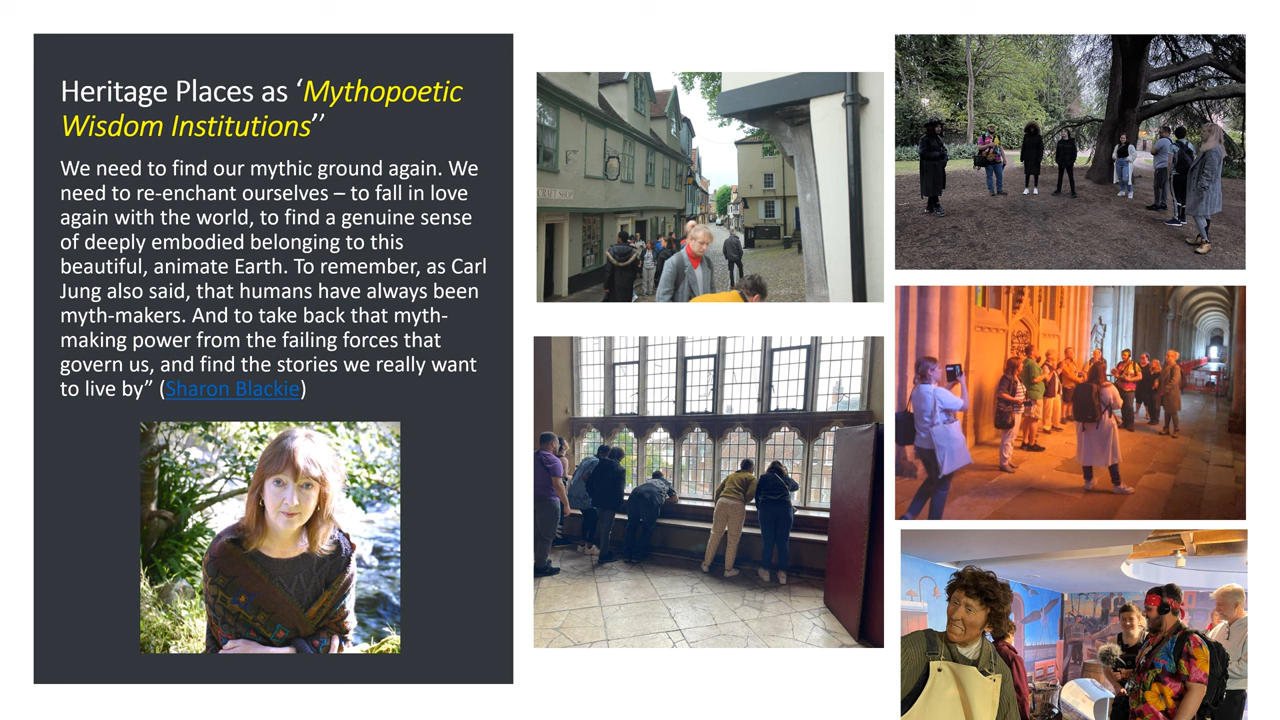 Heritage Places as ‘Mythopoetic
Wisdom Institutions’’
We need to find our mythic ground again. We
need to re-enchant ourselves – to fall in love
again with the world, to find a genuine sense
of deeply embodied belonging to this
beautiful, animate Earth. To remember, as Carl
Jung also said, that humans have always been
myth-makers. And to take back that myth-
making power from the failing forces that
govern us, and find the stories we really want
to live by” (Sharon Blackie)
CRAFT SHOP